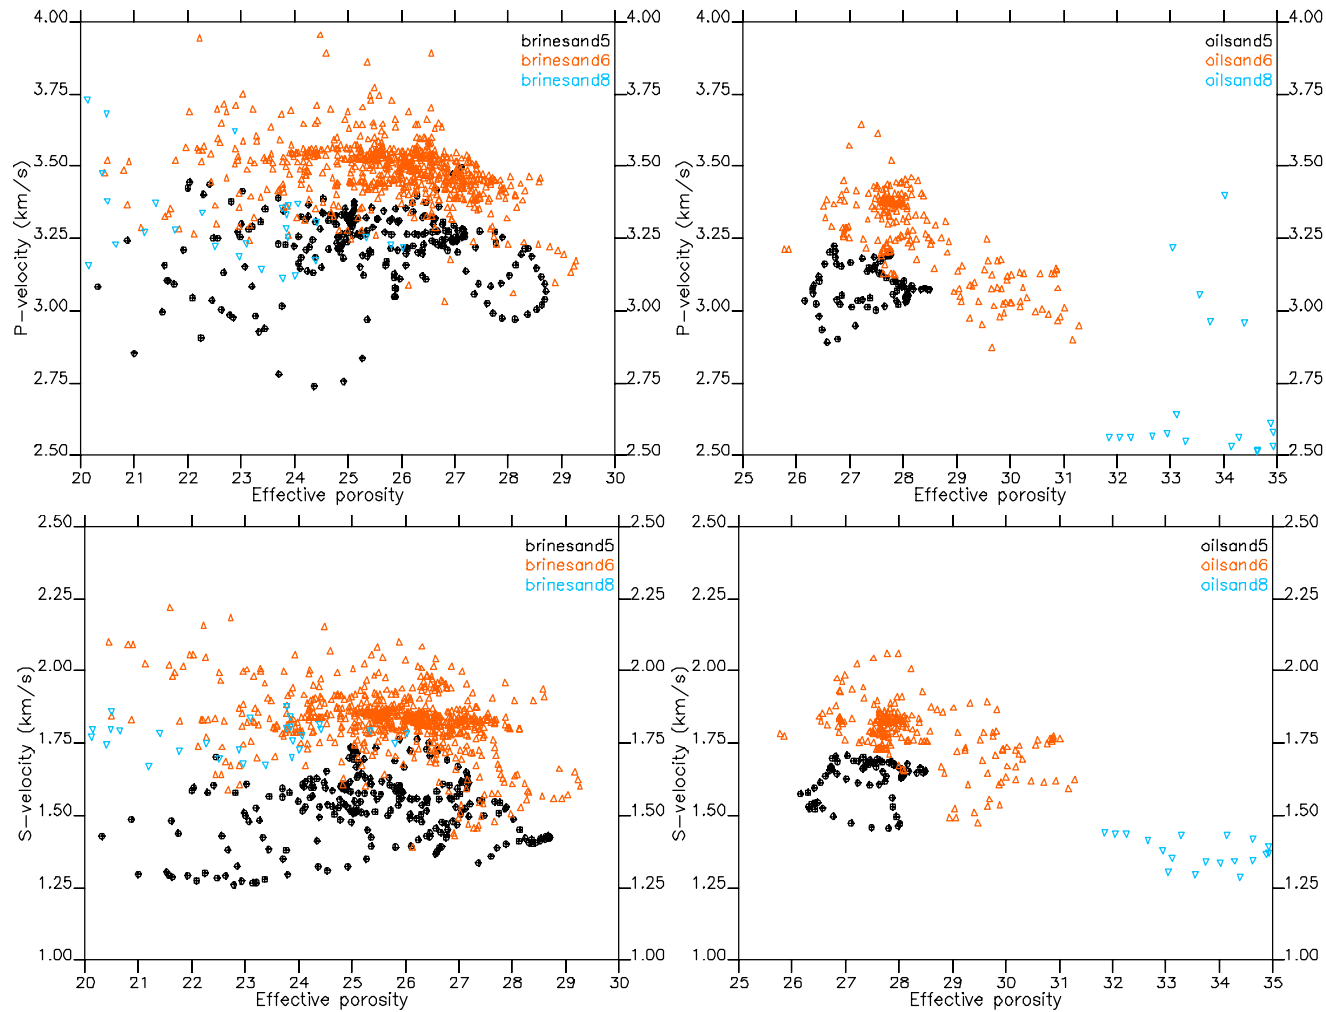 4.00 4.00
brinesand5
brinesand6
brinesand8
3.75 3.75
3.50 3.50
3.25 3.25
3.00 3.00
2.75 2.75
2.50 2.50
P-velocity (km/s)
20 21 22 23 24 25 26 27 28 29 30
Effective porosity
4.00 4.00
oilsand5
oilsand6
oilsand8
3.75 3.75
3.50 3.50
3.25 3.25
3.00 3.00
2.75 2.75
2.50 2.50
P-velocity (km/s)
25 26 27 28 29 30 31 32 33 34 35
Effective porosity
2.50 2.50
brinesand5
brinesand6
brinesand8
2.25 2.25
2.00 2.00
1.75 1.75
1.50 1.50
1.25 1.25
1.00 1.00
S-velocity (km/s)
20 21 22 23 24 25 26 27 28 29 30
Effective porosity
2.50 2.50
oilsand5
oilsand6
oilsand8
2.25 2.25
2.00 2.00
1.75 1.75
1.50 1.50
1.25 1.25
1.00 1.00
S-velocity (km/s)
25 26 27 28 29 30 31 32 33 34 35
Effective porosity